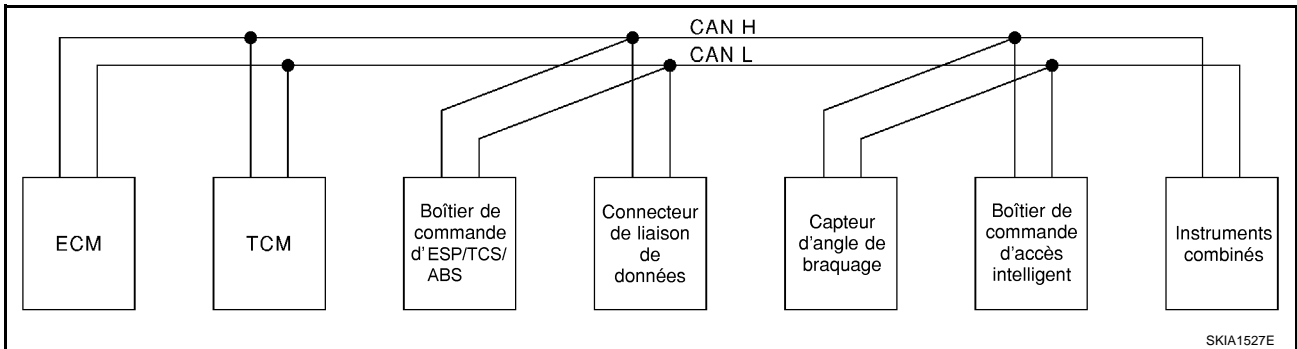 CAN H
CAN L
ECM
TCM
Boîtier de
commande
d'ESP/TCS/
ABS
Connecteur
de liaison
de
données
Capteur
d'angle de
braquage
Boîtier de
commande
d'accès
intelligent
Instruments
combinés
SKIA1527E